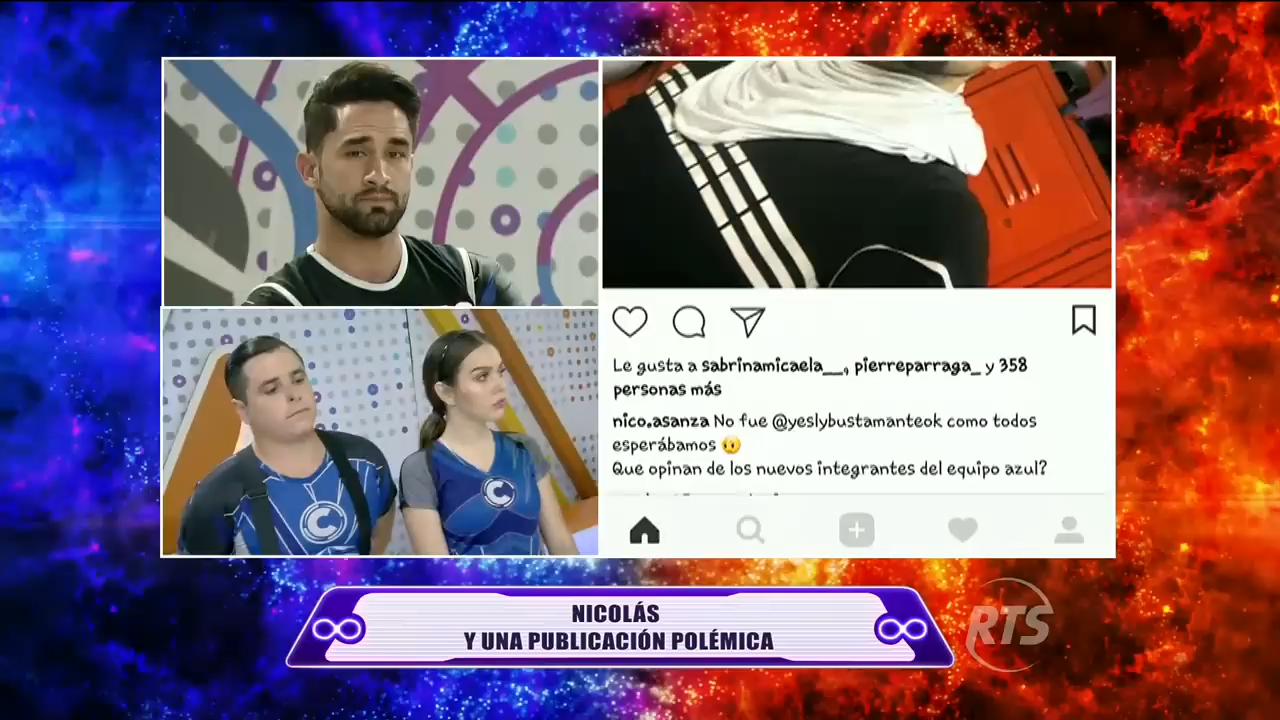 Le gusta a sabrinamicaela__, pierreparraga_ y 358
personas más
nico.asanza No fue @yeslybustamanteok como todos
esperábamos
Que opinan de los nuevos integrantes del equipo azul?
C
C
NICOLÁS
Y UNA PUBLICACIÓN POLÉMICA
RTS